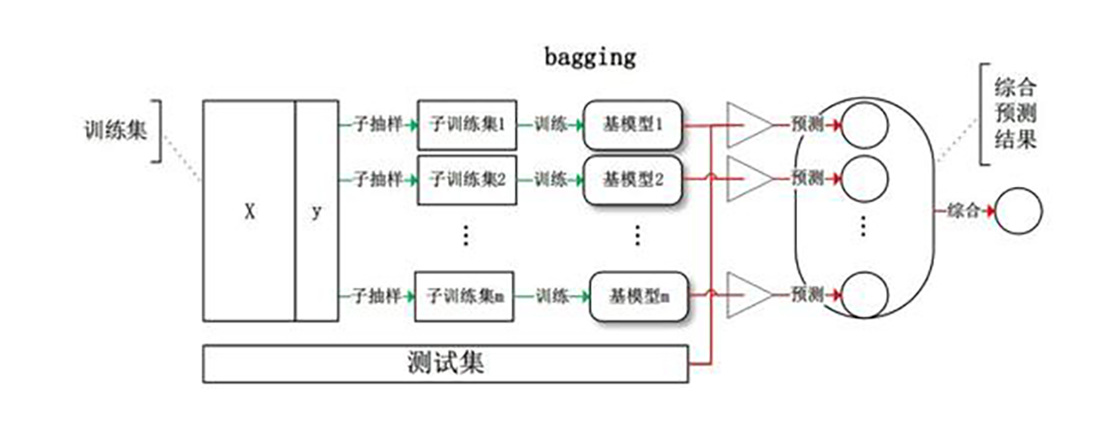 bagging
训练集
X
y
子抽样
子训练集1
训练
基模型1
预测
子抽样
子训练集2
训练
基模型2
预测
子抽样
子训练集m
训练
基模型m
预测
综合
预测
结果
综合
测试集